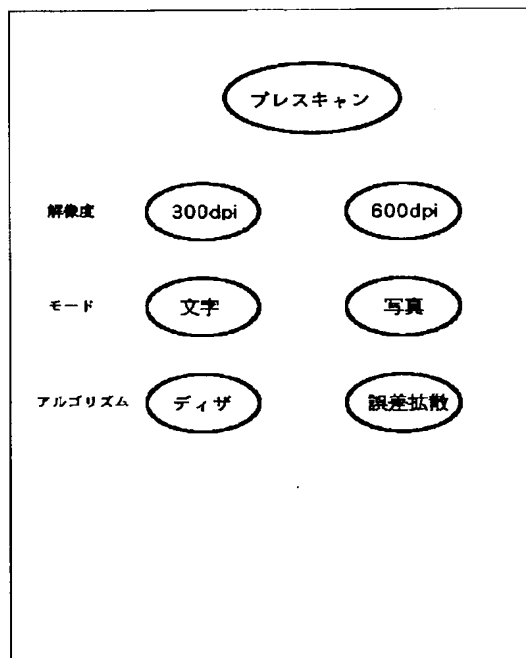 プレスキャン
解像度 300dpi 600dpi
モード 文字 写真
アルゴリズム ディザ 誤差拡散